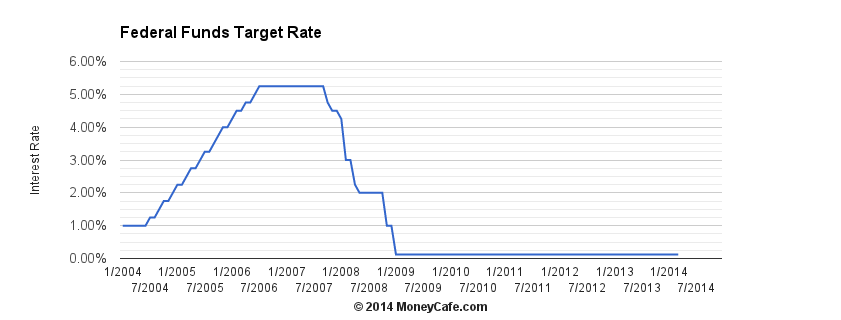 Federal Funds Target Rate
6.00%
5.00%
4.00%
3.00%
2.00%
1.00%
0.00%
Interest Rate
1/2004 1/2005 1/2006 1/2007 1/2008 1/2009 1/2010 1/2011 1/2012 1/2013 1/2014
7/2004 7/2005 7/2006 7/2007 7/2008 7/2009 7/2010 7/2011 7/2012 7/2013 7/2014
© 2014 MoneyCafe.com